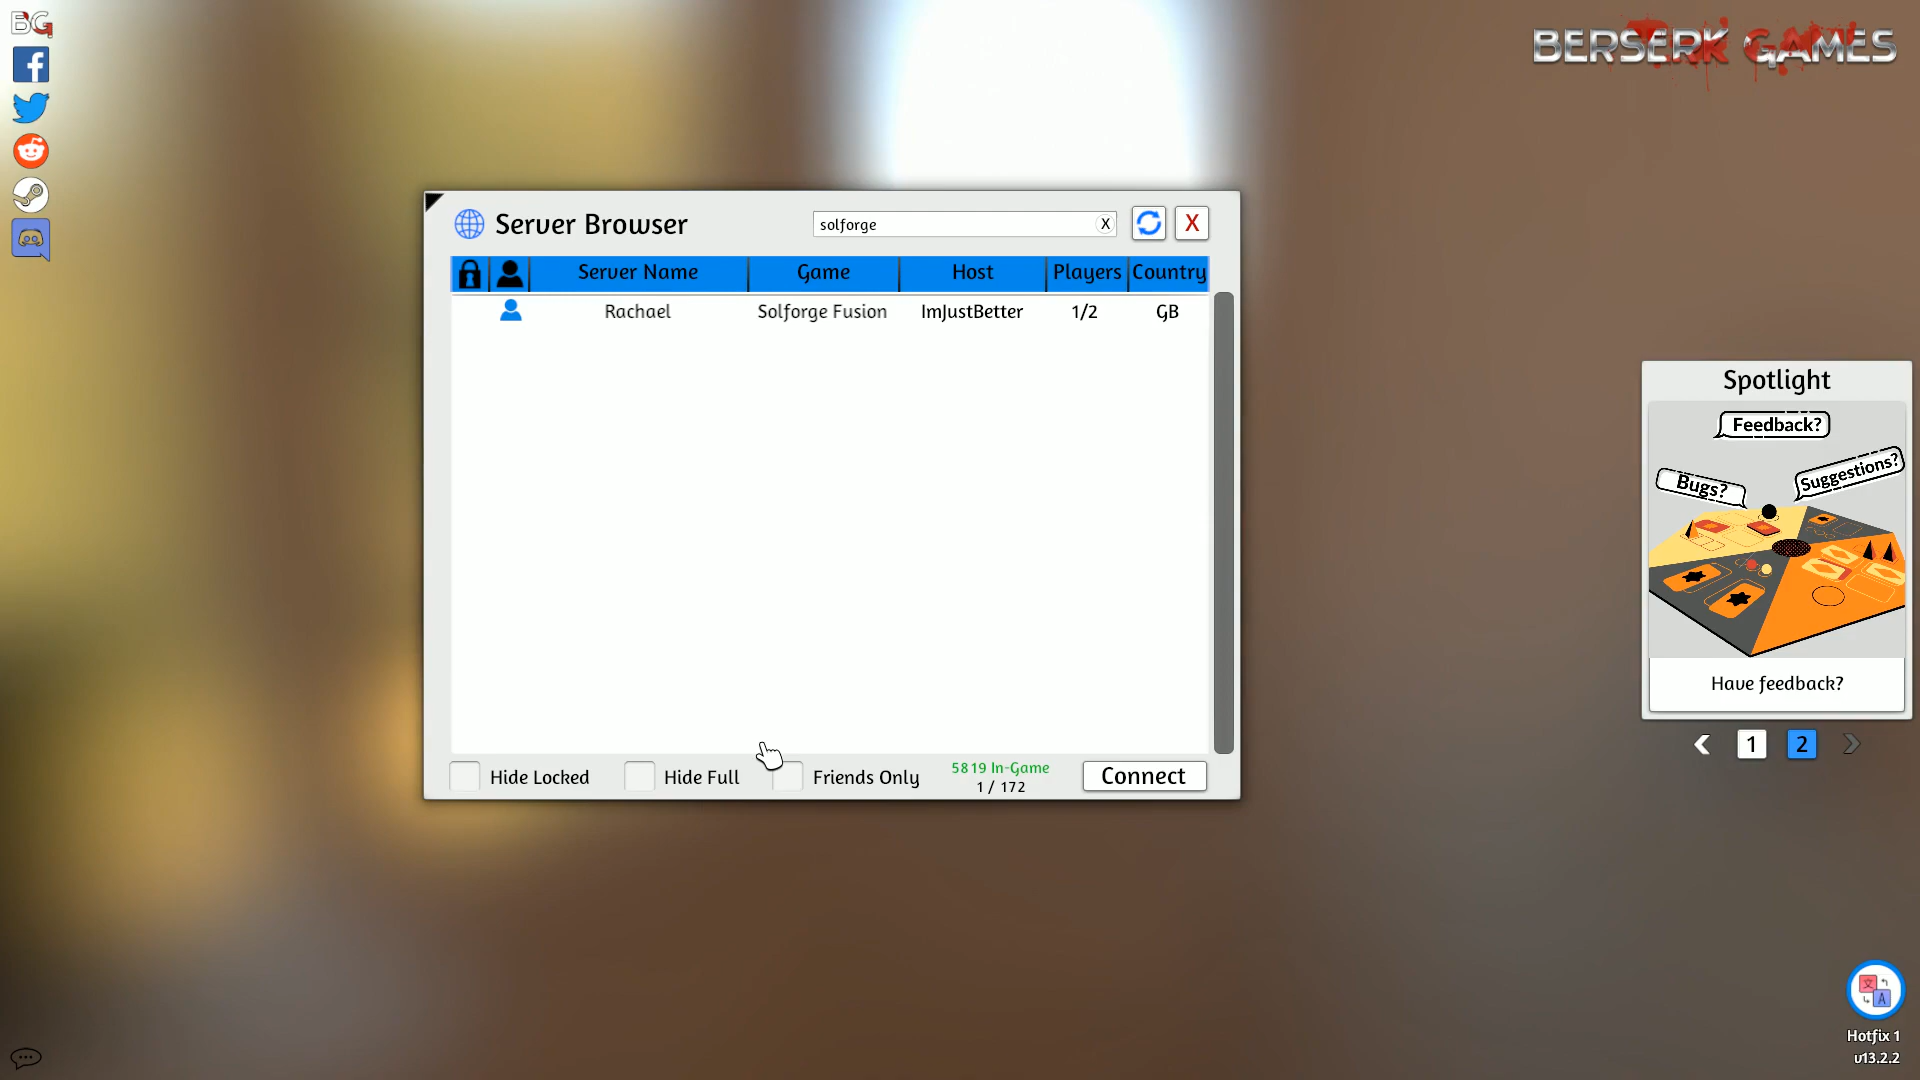 BG
BERSERK GAMES
Server Browser
solforge
X
X
Server Name
Game
Host
Players
Country
Rachael
Solforge Fusion
ImJustBetter
1/2
GB
Hide Locked
Hide Full
Friends Only
5819 In-Game
1 / 172
Connect
Spotlight
Feedback?
Bugs?
Suggestions?
Have feedback?
1
2
文
A
Hotfix 1
v13.2.2